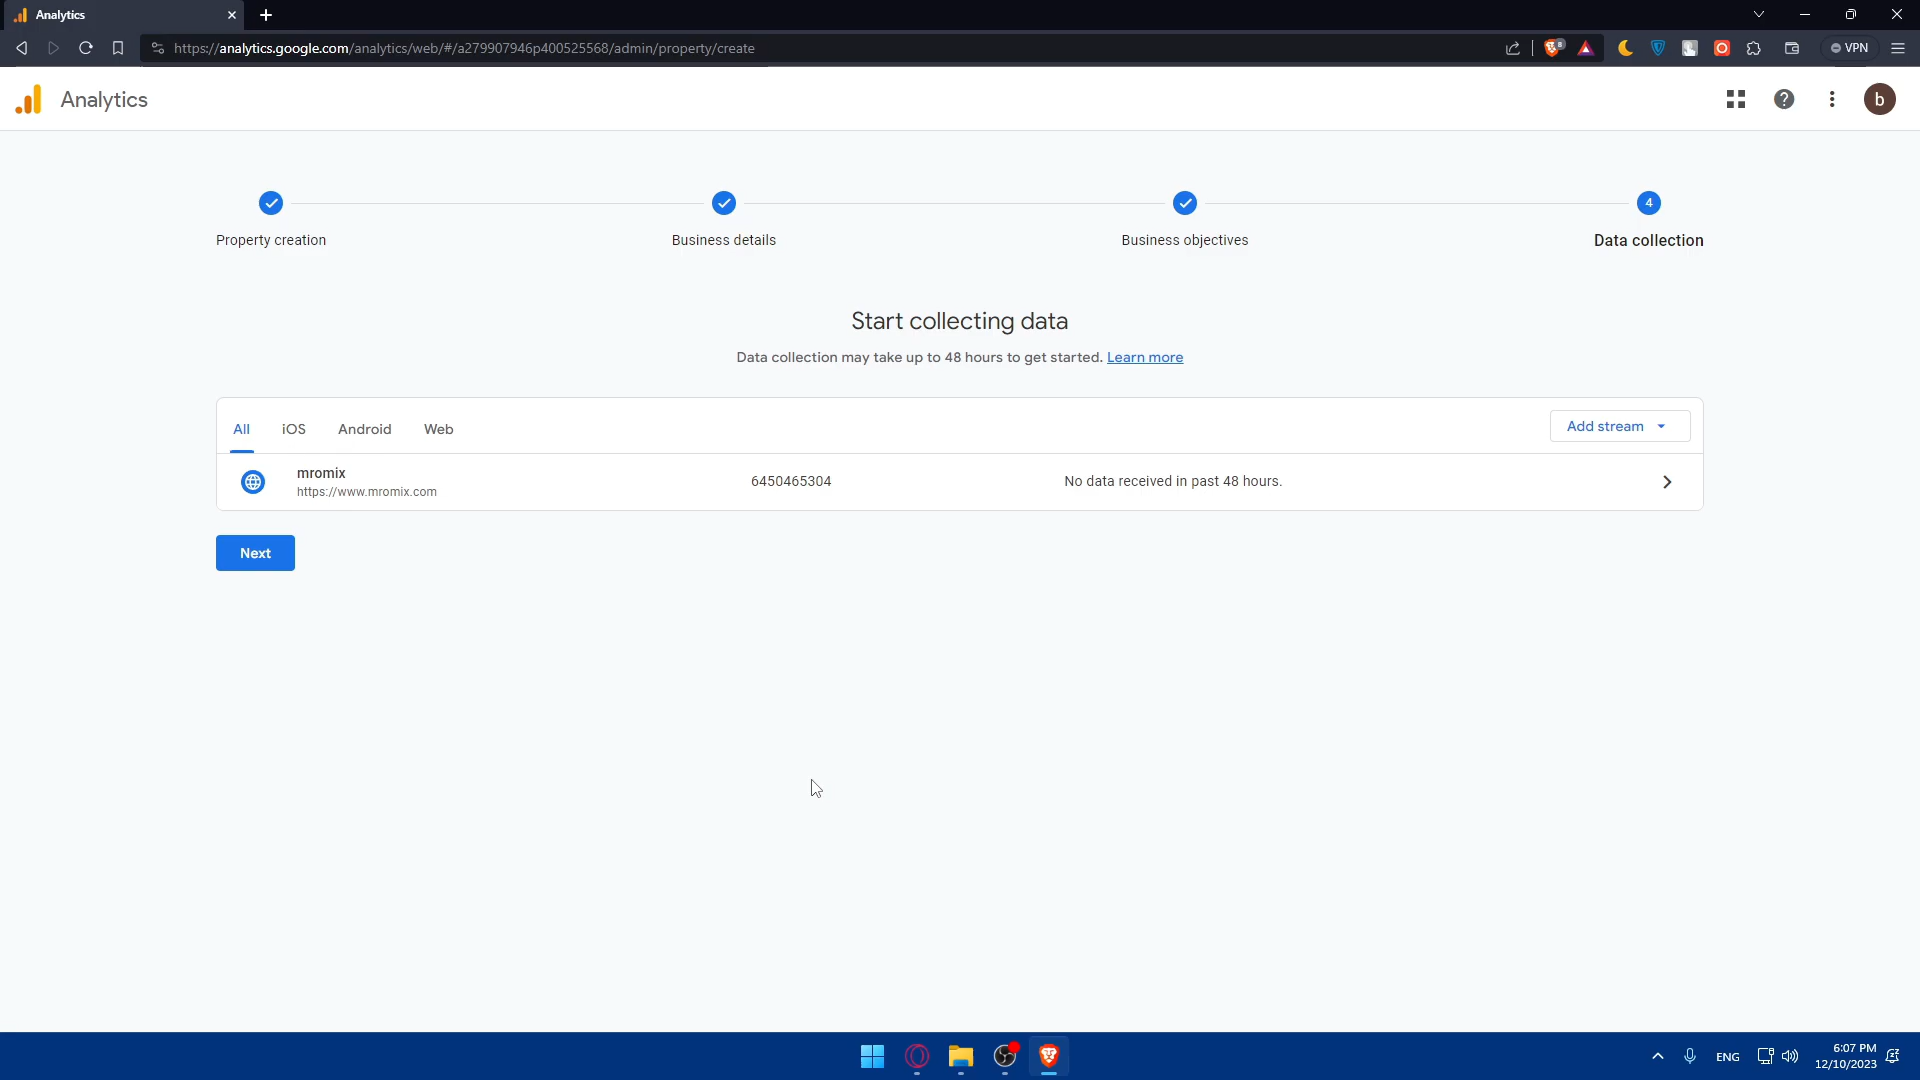 Analytics
https://analytics.google.com/analytics/web/#/a279907946p400525568/admin/property/create
8
VPN
Analytics
?
b
4
Property creation
Business details
Business objectives
Data collection
Start collecting data
Data collection may take up to 48 hours to get started. Learn more
All iOS Android Web
Add stream
mromix
https://www.mromix.com
6450465304
No data received in past 48 hours.
Next
ENG
6:07 PM
12/10/2023